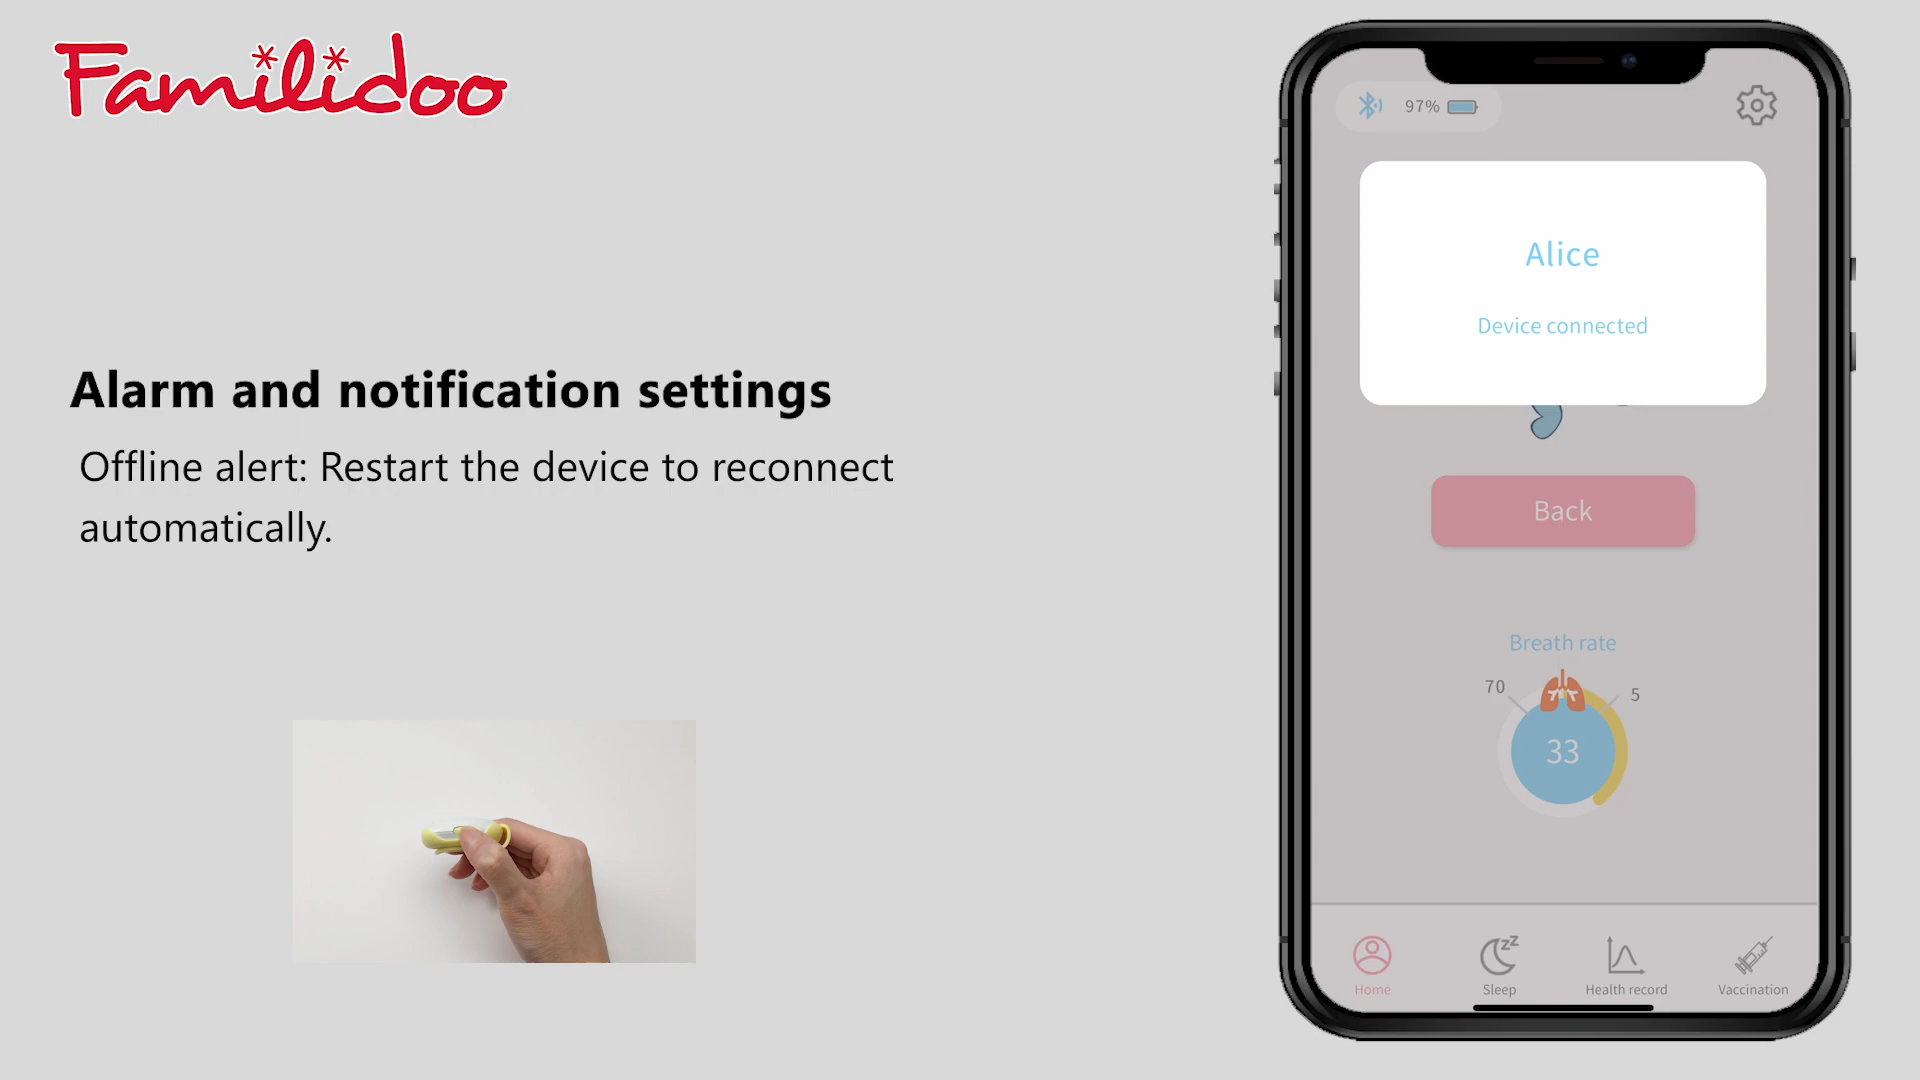 Familidoo
Alarm and notification settings
Offline alert: Restart the device to reconnect
automatically.
97%
Alice
Device connected
Back
Breath rate
70
5
33
Home
Sleep
Health record
Vaccination